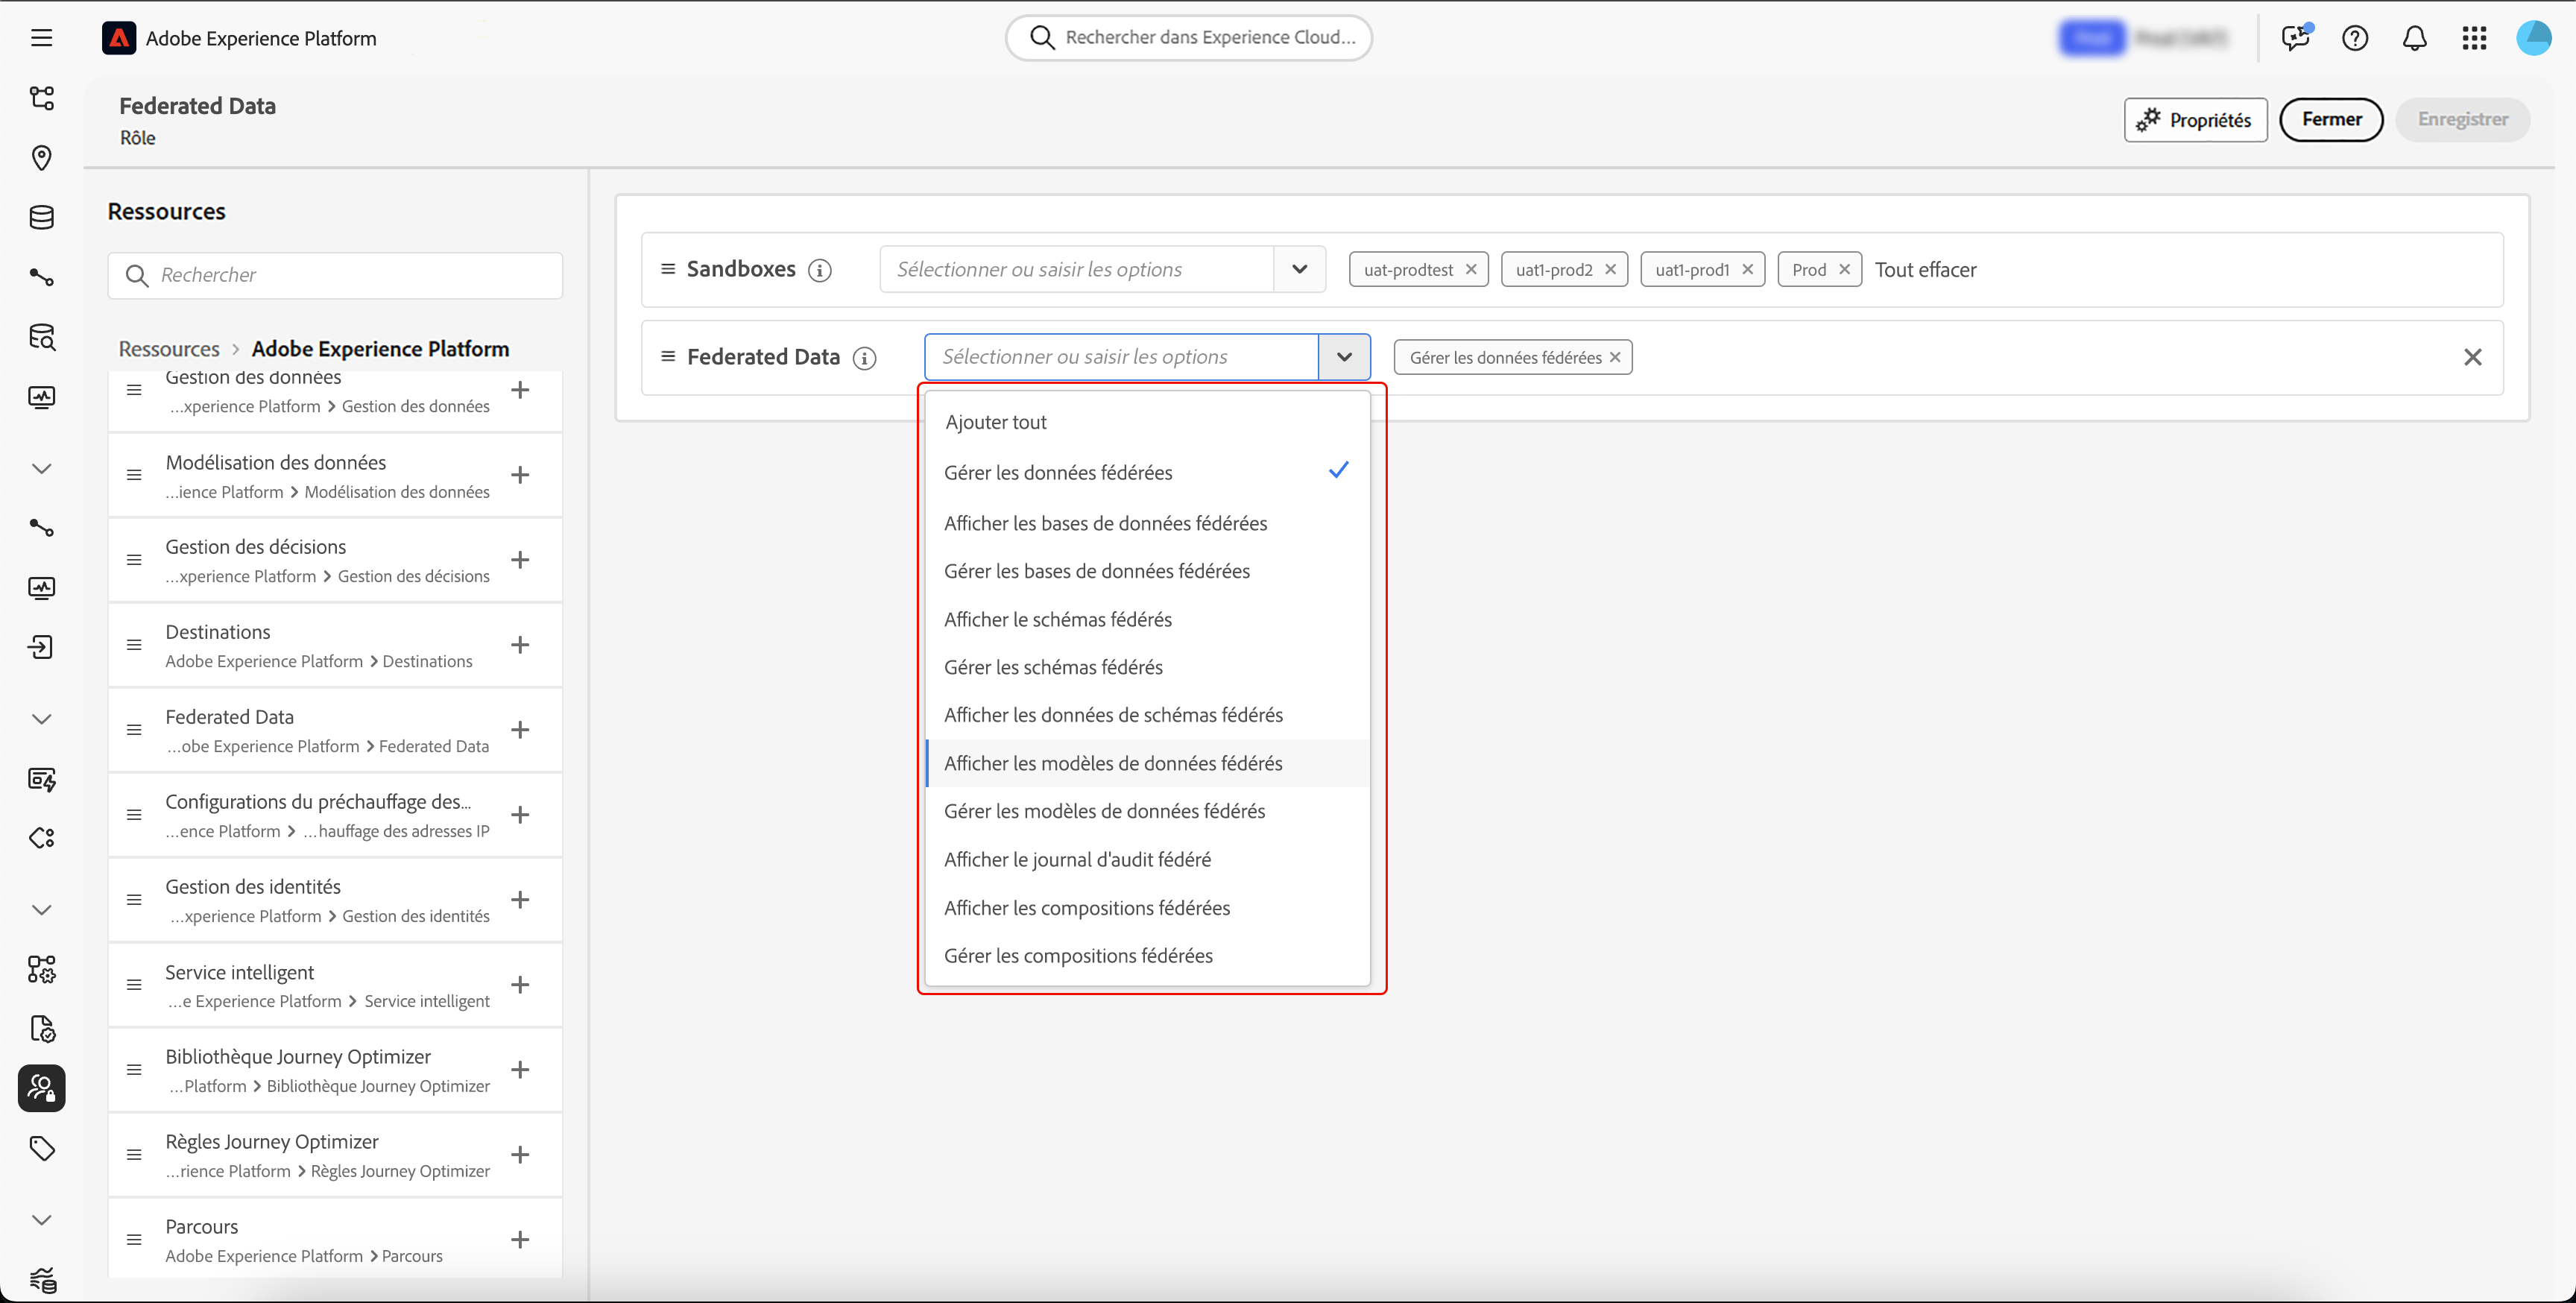 Adobe Experience Platform
Rechercher dans Experience Cloud...
Federated Data
Rôle
Propriétés
Fermer
Enregistrer
Ressources
Rechercher
Ressources > Adobe Experience Platform
Gestion des données
...xperience Platform > Gestion des données
Modélisation des données
...ience Platform > Modélisation des données
Gestion des décisions
...xperience Platform > Gestion des décisions
Destinations
Adobe Experience Platform > Destinations
Federated Data
...obe Experience Platform > Federated Data
Configurations du préchauffage des...
...ence Platform > ...hauffage des adresses IP
Gestion des identités
...xperience Platform > Gestion des identités
Service intelligent
...e Experience Platform > Service intelligent
Bibliothèque Journey Optimizer
...Platform > Bibliothèque Journey Optimizer
Règles Journey Optimizer
...rience Platform > Règles Journey Optimizer
Parcours
Adobe Experience Platform > Parcours
Sandboxes
Sélectionner ou saisir les options
uat-prodtest
uat1-prod2
uat1-prod1
Prod
Tout effacer
Federated Data
Sélectionner ou saisir les options
Gérer les données fédérées
Ajouter tout
Gérer les données fédérées
Afficher les bases de données fédérées
Gérer les bases de données fédérées
Afficher le schémas fédérés
Gérer les schémas fédérés
Afficher les données de schémas fédérés
Afficher les modèles de données fédérés
Gérer les modèles de données fédérés
Afficher le journal d'audit fédéré
Afficher les compositions fédérées
Gérer les compositions fédérées